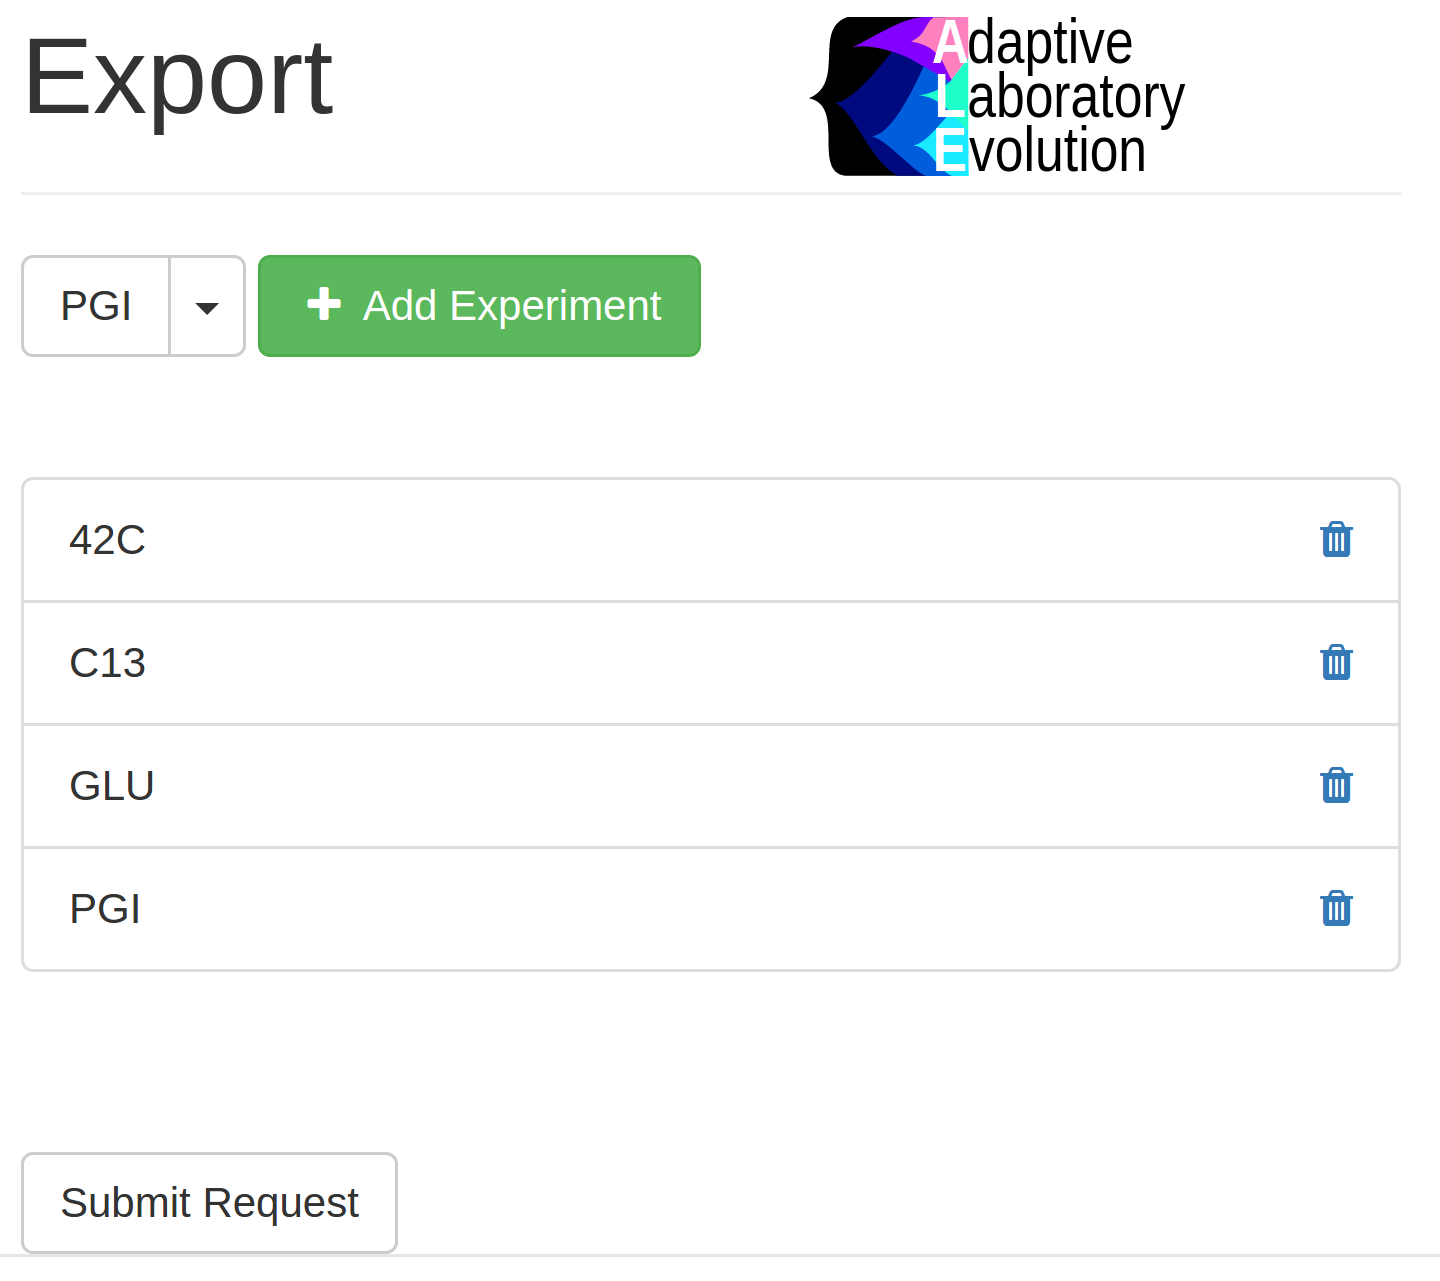 Export
Adaptive
Laboratory
Evolution
PGI
Add Experiment
42C
C13
GLU
PGI
Submit Request